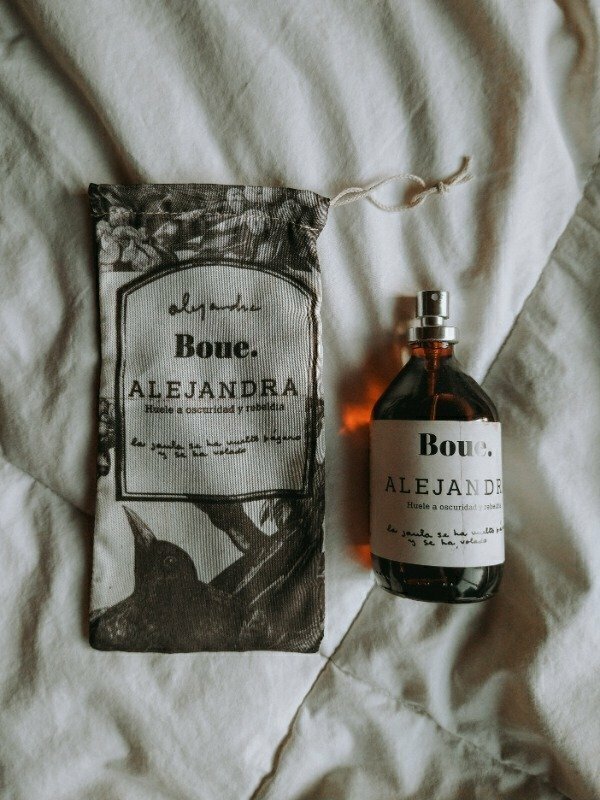 alejandra
Boue.
ALEJANDRA
Huele a oscuridad y rebeldía
la jaula se ha vuelto pájaro
y se ha volado
Boue.
ALEJANDR
Huele a oscuridad y rebeldía
la jaula se ha vuelto
y se ha volado